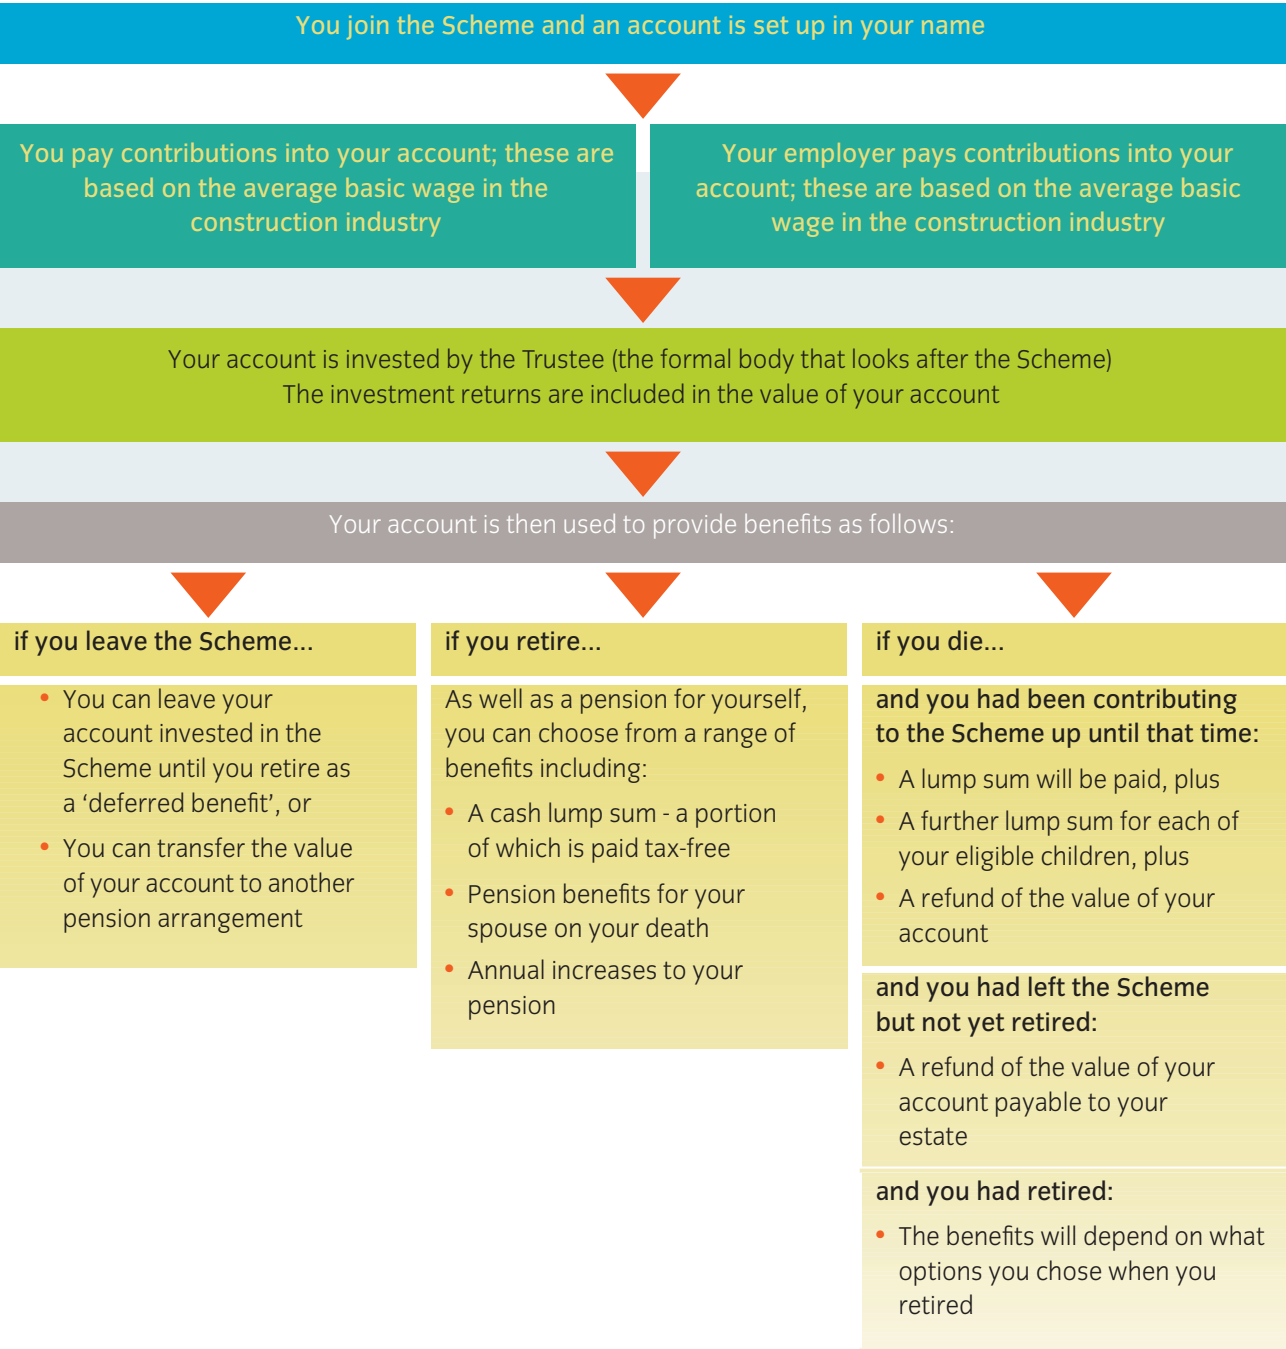 You join the Scheme and an account is set up in your name
You pay contributions into your account; these are
based on the average basic wage in the
construction industry
Your employer pays contributions into your
account; these are based on the average basic
wage in the construction industry
Your account is invested by the Trustee (the formal body that looks after the Scheme)
The investment returns are included in the value of your account
Your account is then used to provide benefits as follows:
if you leave the Scheme...
• You can leave your
account invested in the
Scheme until you retire as
a ‘deferred benefit’, or
• You can transfer the value
of your account to another
pension arrangement
if you retire...
As well as a pension for yourself,
you can choose from a range of
benefits including:
• A cash lump sum - a portion
of which is paid tax-free
• Pension benefits for your
spouse on your death
• Annual increases to your
pension
if you die...
and you had been contributing
to the Scheme up until that time:
• A lump sum will be paid, plus
• A further lump sum for each of
your eligible children, plus
• A refund of the value of your
account
and you had left the Scheme
but not yet retired:
• A refund of the value of your
account payable to your
estate
and you had retired:
• The benefits will depend on what
options you chose when you
retired